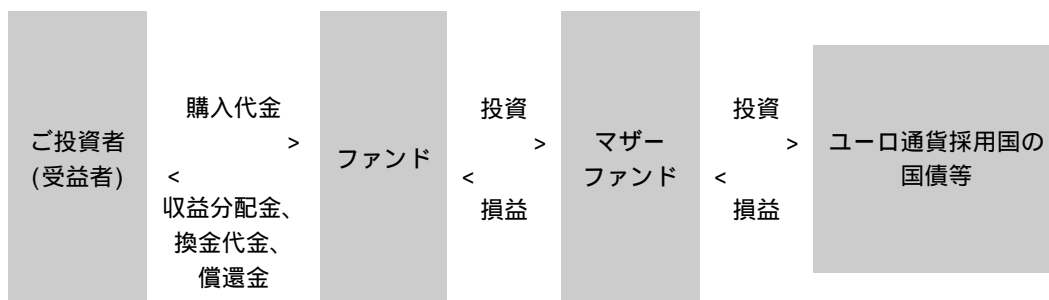 ご投資者
(受益者)
購入代金
>
<
収益分配金、
換金代金、
償還金
ファンド
投資
>
<
損益
マザー
ファンド
投資
>
<
損益
ユーロ通貨採用国の
国債等